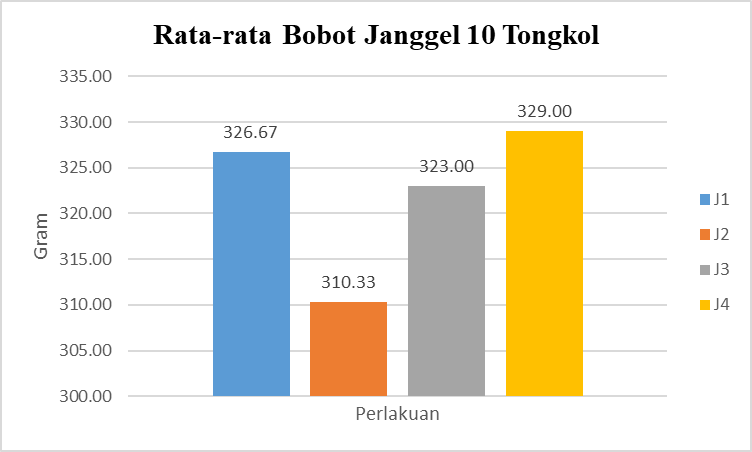 Rata-rata Bobot Janggel 10 Tongkol
335.00
330.00
325.00
320.00
315.00
310.00
305.00
300.00
Gram
326.67
310.33
323.00
329.00
Perlakuan
J1
J2
J3
J4